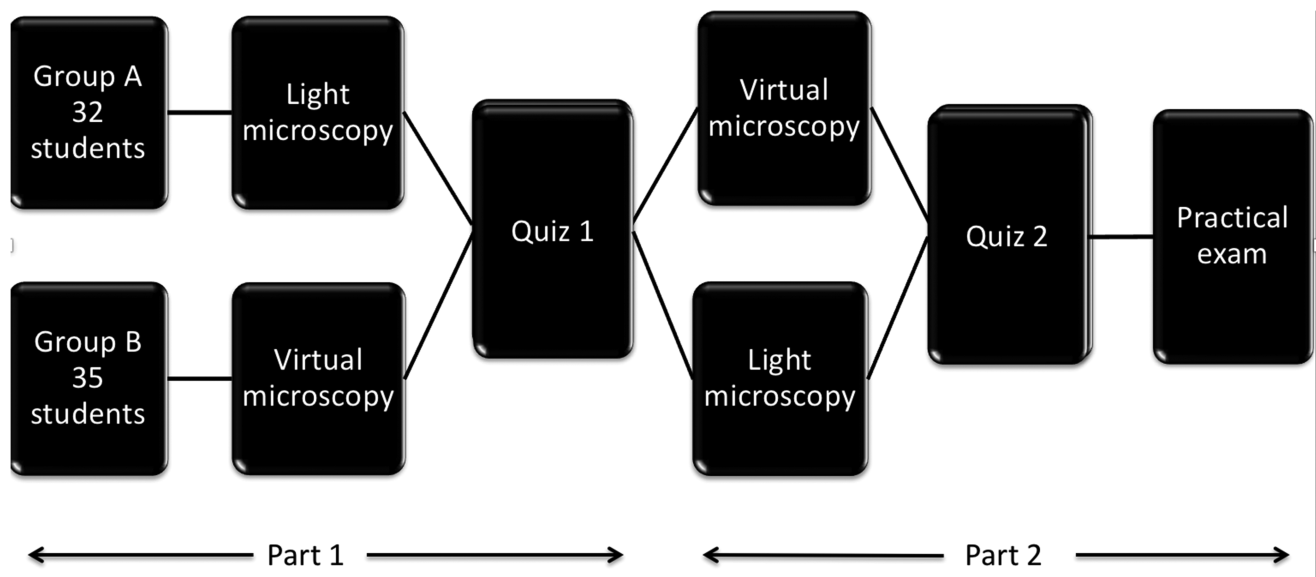 Group A
32
students
Light
microscopy
Group B
35
students
Virtual
microscopy
Quiz 1
Virtual
microscopy
Light
microscopy
Quiz 2
Practical
exam
Part 1
Part 2